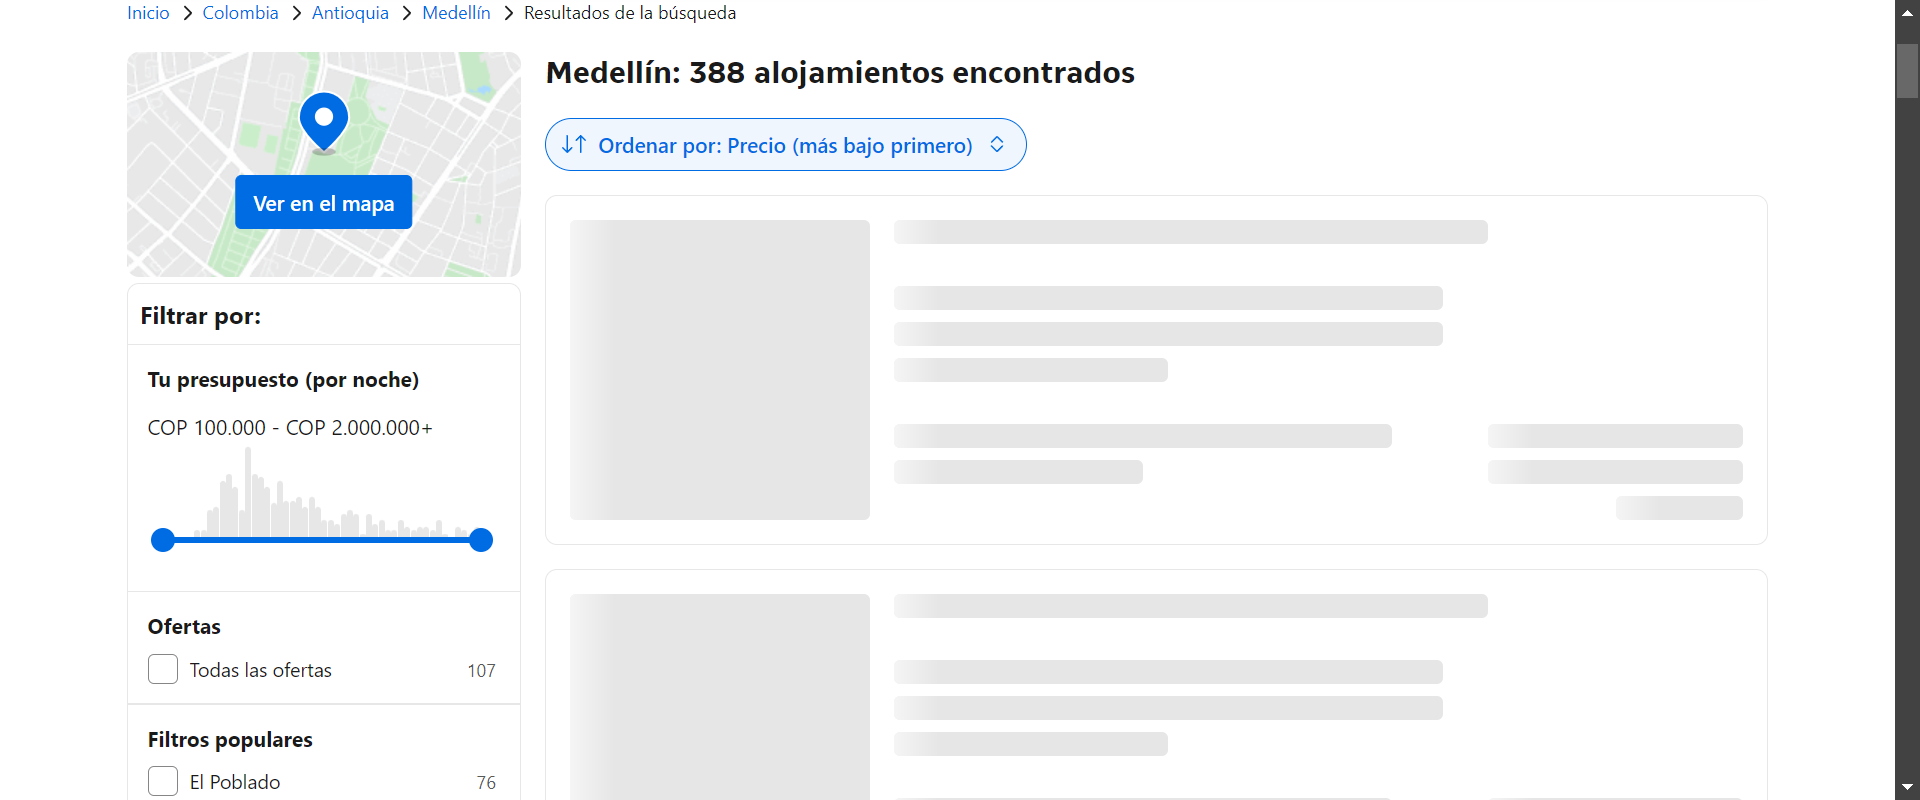 Inicio > Colombia > Antioquia > Medellín > Resultados de la búsqueda
Ver en el mapa
Filtrar por:
Tu presupuesto (por noche)
COP 100.000 - COP 2.000.000+
Ofertas
Todas las ofertas 107
Filtros populares
El Poblado 76
Medellín: 388 alojamientos encontrados
Ordenar por: Precio (más bajo primero)